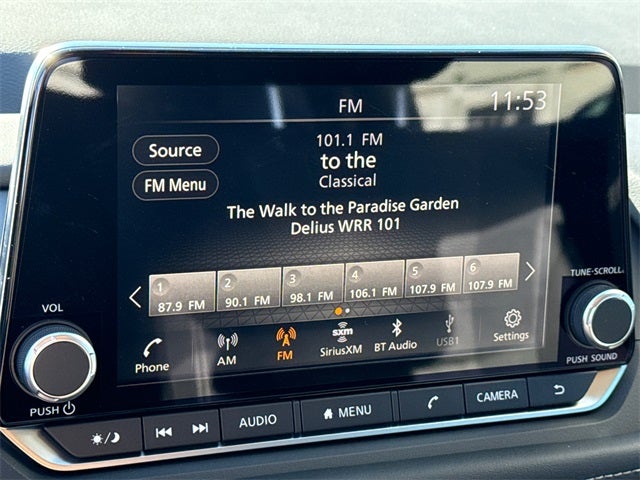 FM
11:53
Source
101.1 FM
to the
FM Menu
Classical
The Walk to the Paradise Garden
Delius WRR 101
1 2 3 4 5 6
87.9 FM 90.1 FM 98.1 FM 106.1 FM 107.9 FM 107.9 FM
Phone AM FM sxm SiriusXM BT Audio USB1 Settings
VOL
PUSH
TUNE·SCROLL
PUSH SOUND
AUDIO MENU CAMERA